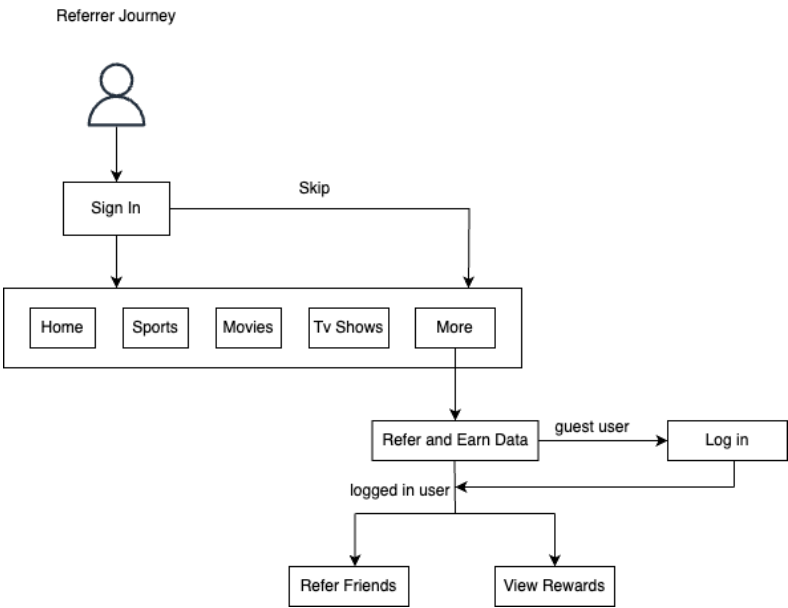 Referrer Journey
Sign In
Skip
Home
Sports
Movies
Tv Shows
More
Refer and Earn Data
guest user
Log in
logged in user
Refer Friends
View Rewards